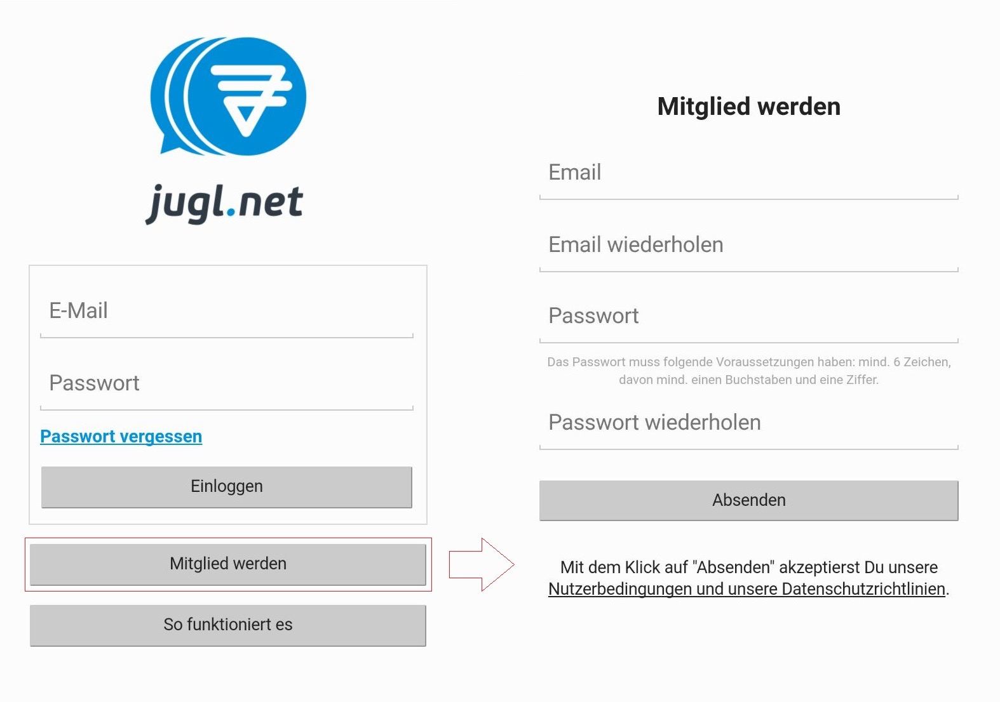 jugl.net
E-Mail
Passwort
Passwort vergessen
Einloggen
Mitglied werden
So funktioniert es
Mitglied werden
Email
Email wiederholen
Passwort
Das Passwort muss folgende Voraussetzungen haben: mind. 6 Zeichen,
davon mind. einen Buchstaben und eine Ziffer.
Passwort wiederholen
Absenden
Mit dem Klick auf "Absenden" akzeptierst Du unsere
Nutzerbedingungen und unsere Datenschutzrichtlinien.